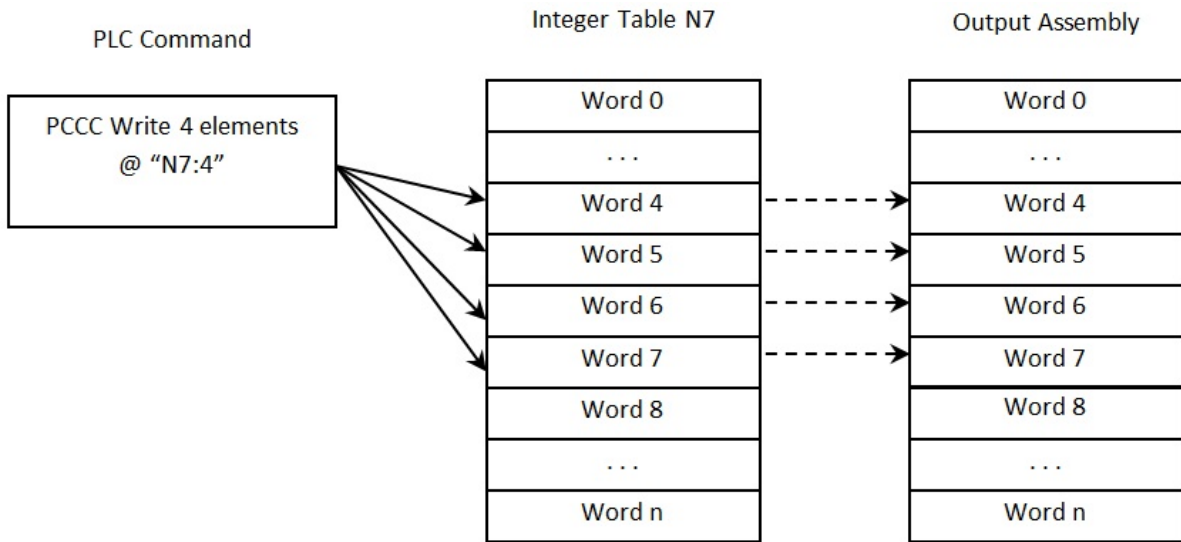 PLC Command
PCCC Write 4 elements
@ “N7:4”
Integer Table N7
Word 0
. . .
Word 4
Word 5
Word 6
Word 7
Word 8
. . .
Word n
Output Assembly
Word 0
. . .
Word 4
Word 5
Word 6
Word 7
Word 8
. . .
Word n